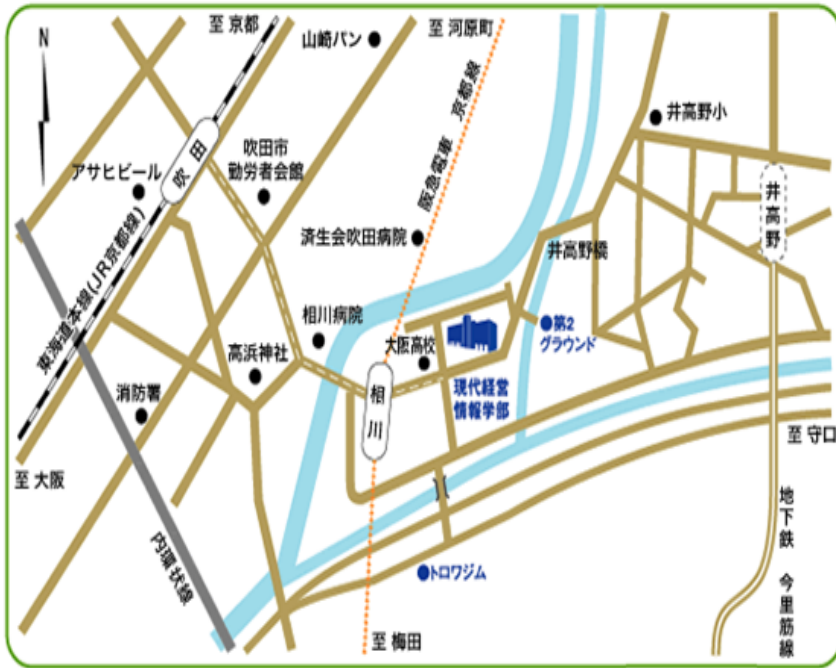 N
至 京都
山崎パン
至 河原町
阪急電車 京都線
井高野小
アサヒビール
吹田
吹田市
勤労者会館
井高野
東海道本線(JR京都線)
済生会吹田病院
井高野橋
相川病院
高浜神社
大阪高校
第2
グラウンド
消防署
相川
現代経営
情報学部
至 守口
至 大阪
内環状線
地下鉄 今里筋線
トロワジム
至 梅田